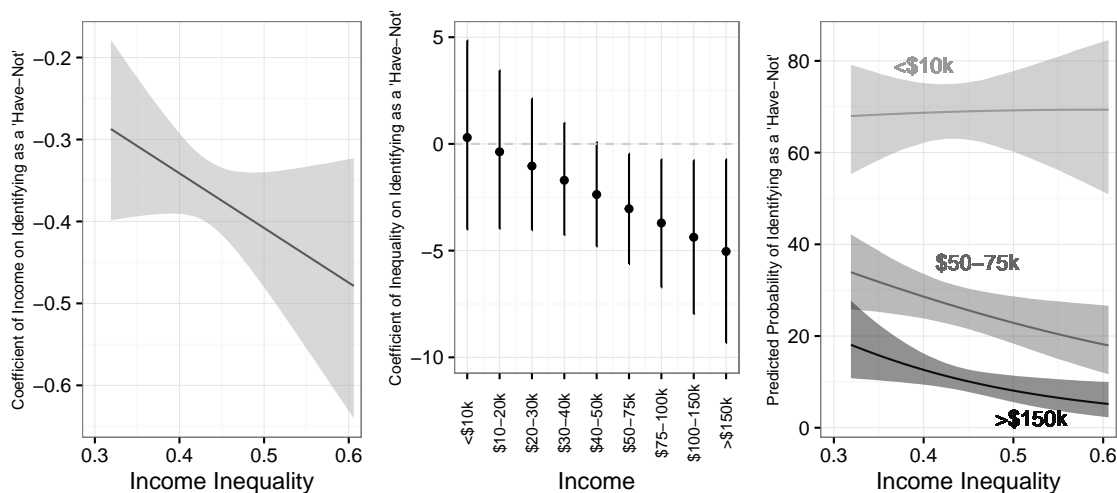 Coefficient of Income on Identifying as a 'Have−Not'
−0.2
−0.3
−0.4
−0.5
−0.6
0.3
0.4
0.5
0.6
Income Inequality
Coefficient of Inequality on Identifying as a 'Have−Not'
5
0
−5
−10
<$10k
$10−20k
$20−30k
$30−40k
$40−50k
$50−75k
$75−100k
$100−150k
>$150k
Income
Predicted Probability of Identifying as a 'Have−Not'
80
60
40
20
0
<$10k
$50−75k
>$150k
0.3
0.4
0.5
0.6
Income Inequality